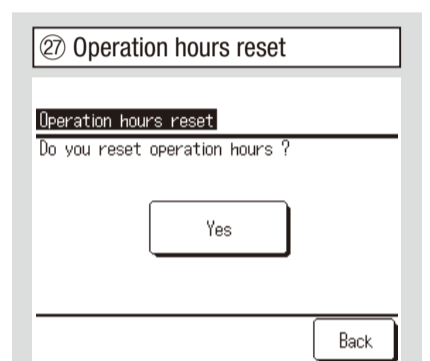 ㉗ Operation hours reset
Operation hours reset
Do you reset operation hours ?
Yes
Back